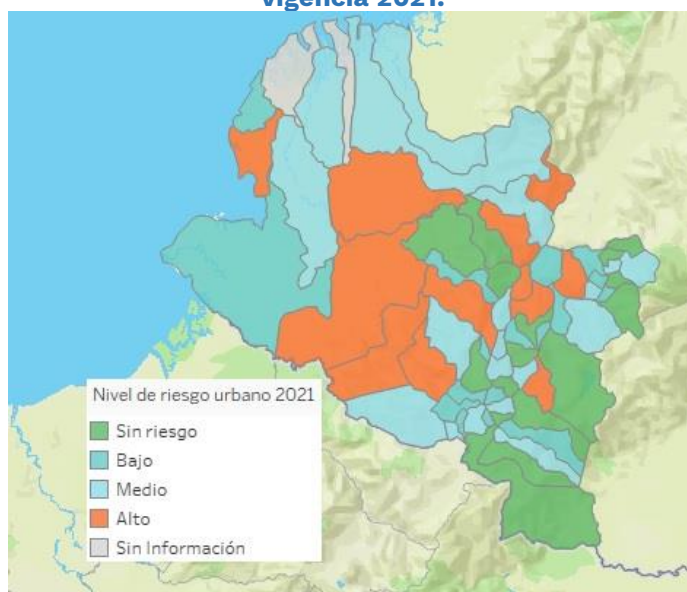 vigencia 2021.
Nivel de riesgo urbano 2021
Sin riesgo
Bajo
Medio
Alto
Sin Información